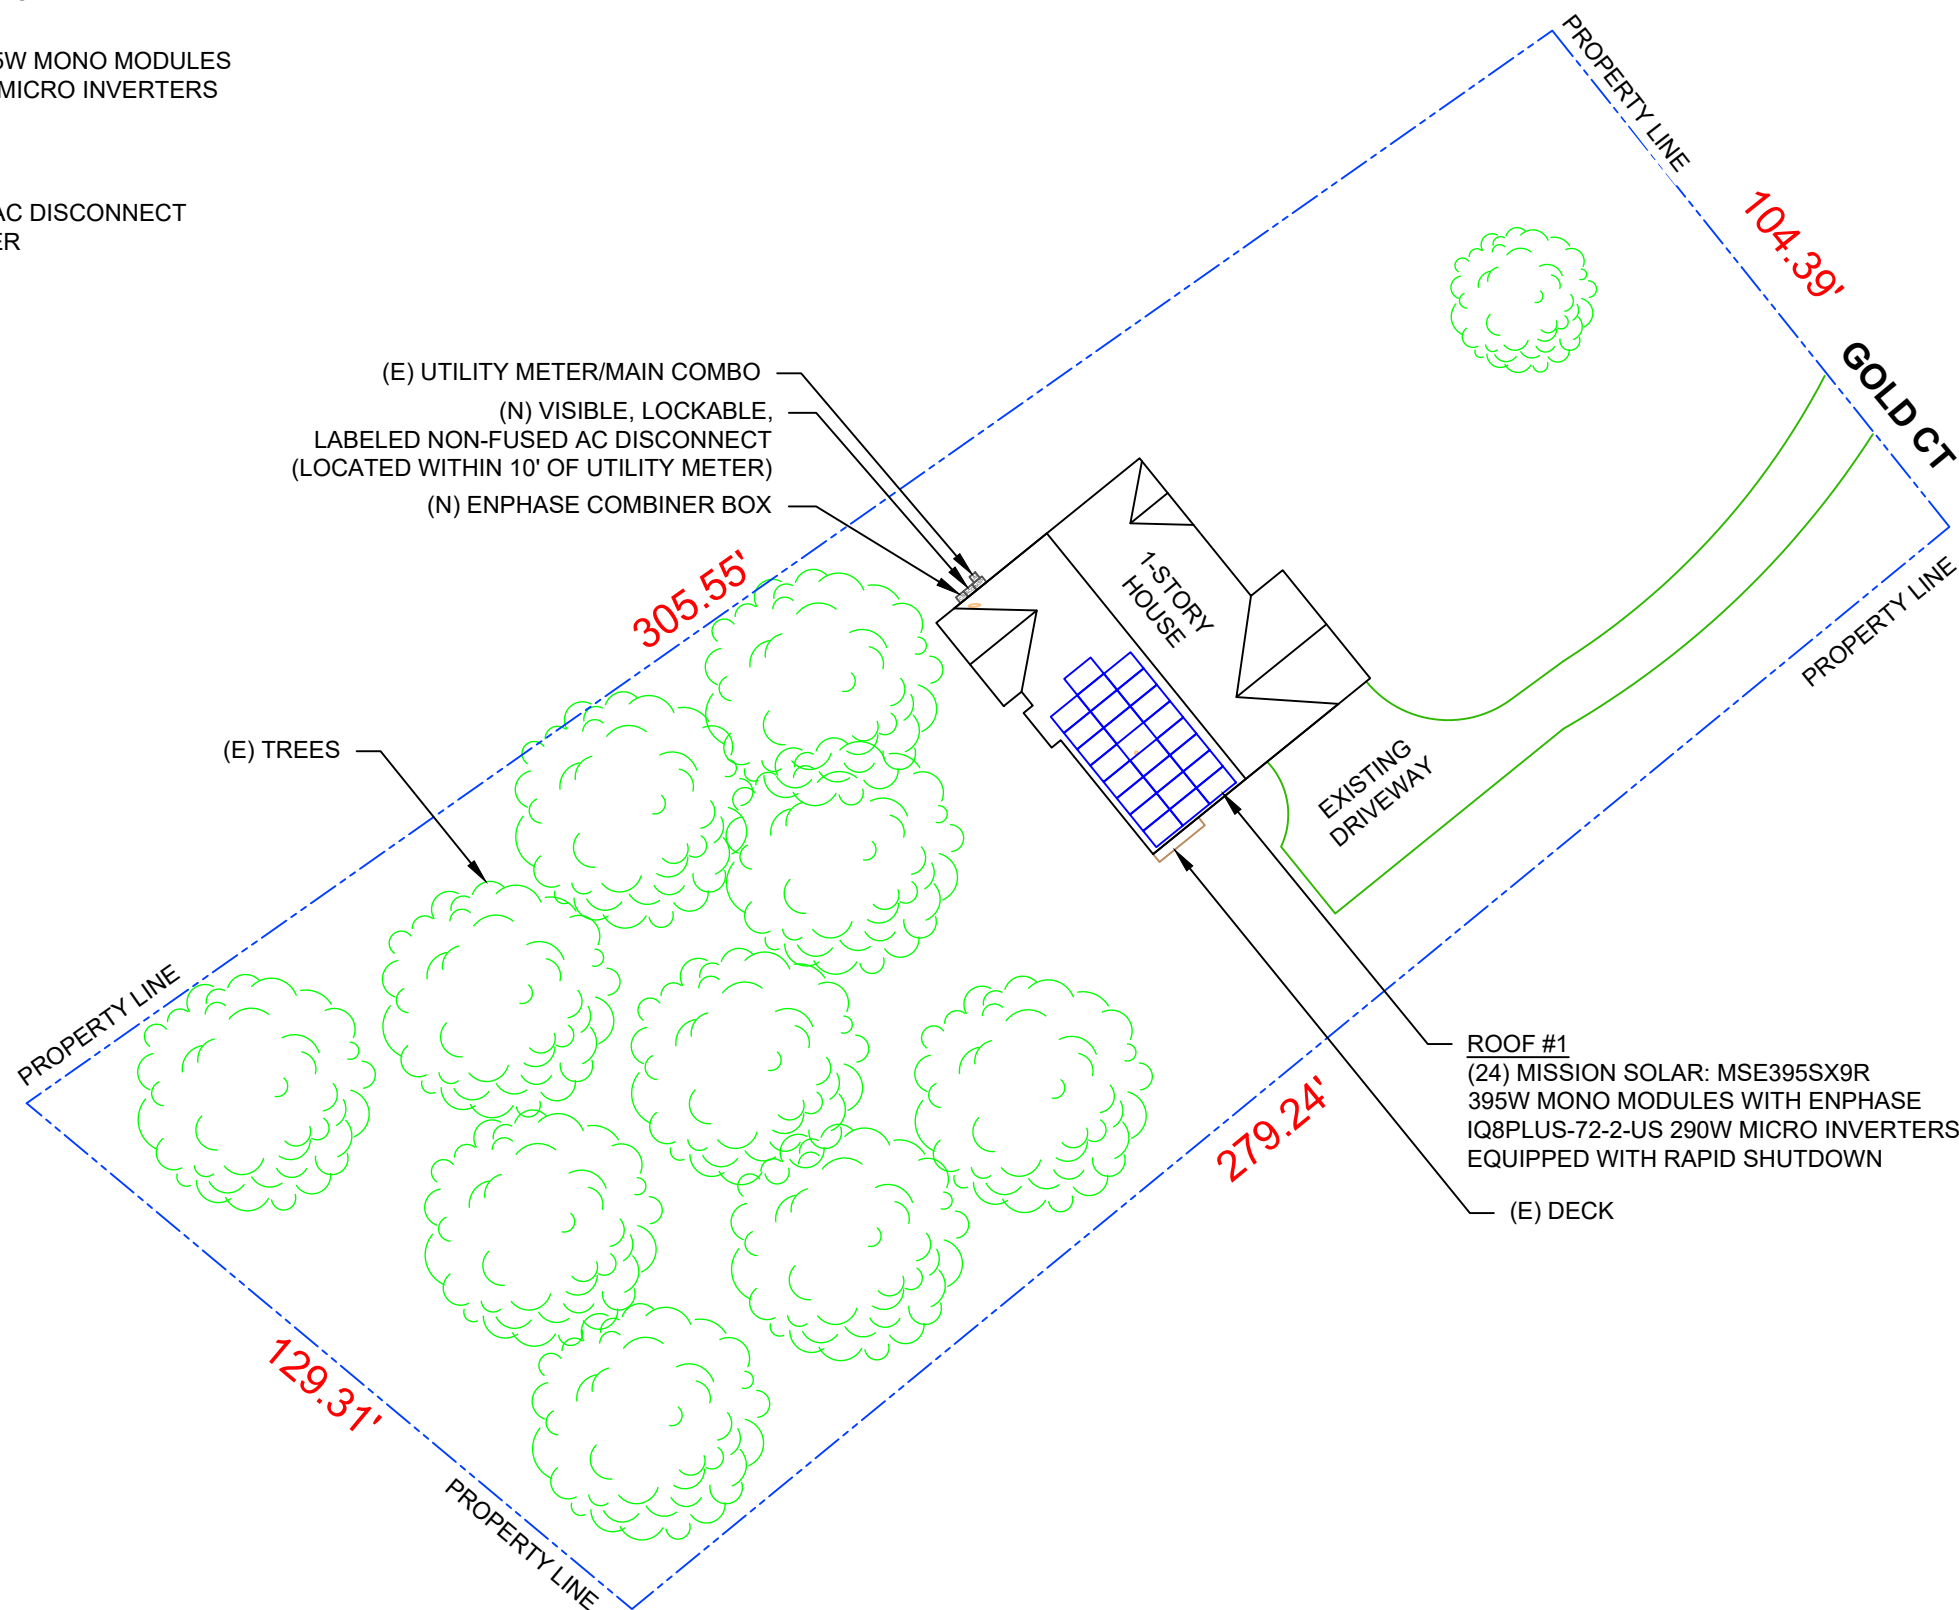 5W MONO MODULES
MICRO INVERTERS
AC DISCONNECT
ER
PROPERTY LINE
104.39'
GOLD CT
(E) UTILITY METER/MAIN COMBO
(N) VISIBLE, LOCKABLE,
LABELED NON-FUSED AC DISCONNECT
(LOCATED WITHIN 10' OF UTILITY METER)
(N) ENPHASE COMBINER BOX
305.55'
1-STORY
HOUSE
PROPERTY LINE
(E) TREES
EXISTING
DRIVEWAY
PROPERTY LINE
ROOF #1
(24) MISSION SOLAR: MSE395SX9R
395W MONO MODULES WITH ENPHASE
IQ8PLUS-72-2-US 290W MICRO INVERTERS
EQUIPPED WITH RAPID SHUTDOWN
279.24'
(E) DECK
129.31'
PROPERTY LINE